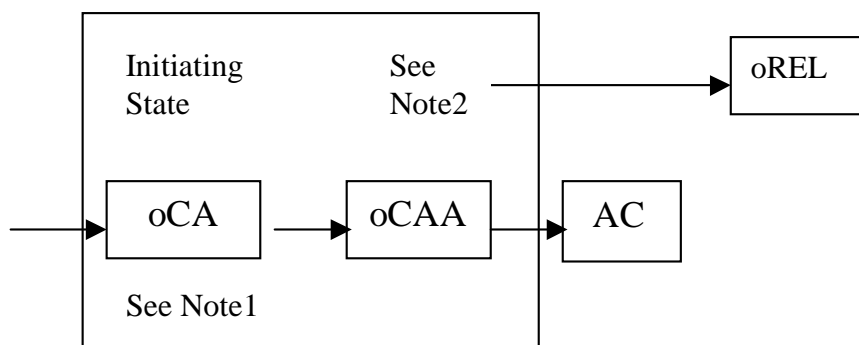 Initiating
State
See
Note2
oREL
oCA
oCAA
AC
See Note1